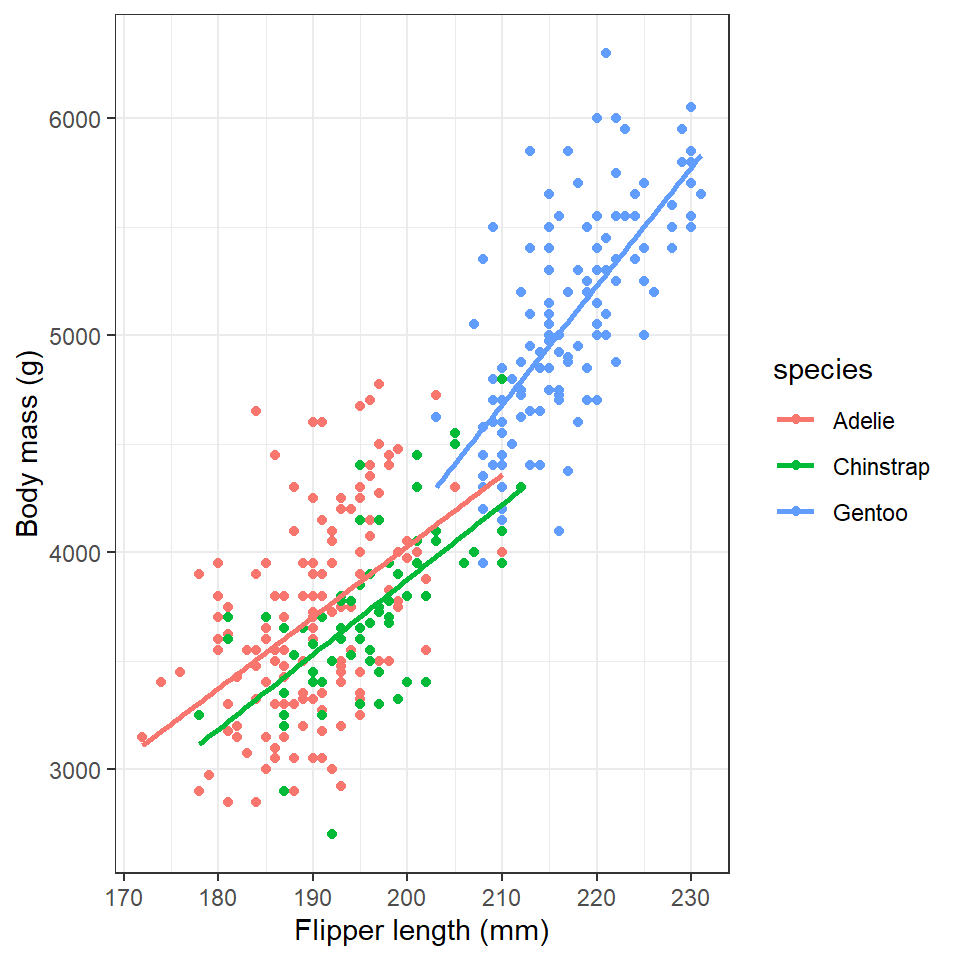 6000
5000
4000
3000
Body mass (g)
170 180 190 200 210 220 230
Flipper length (mm)
species
Adelie
Chinstrap
Gentoo